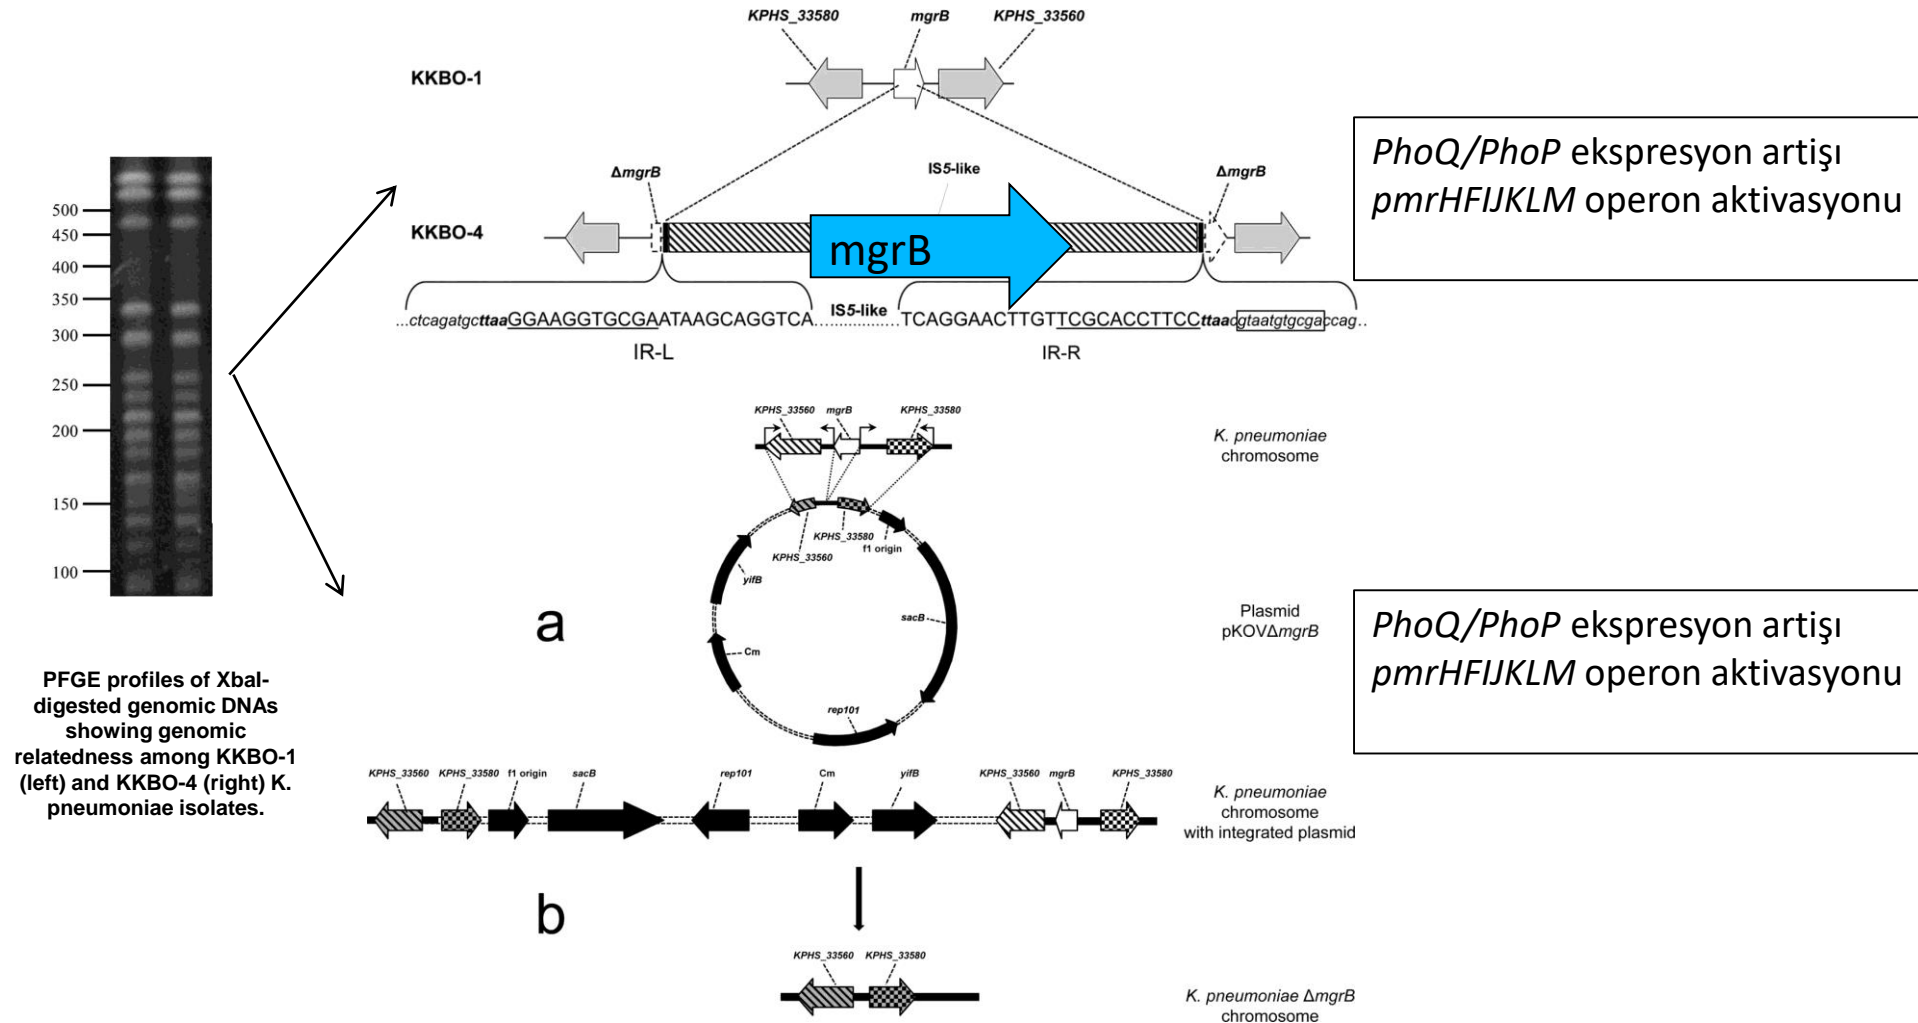 KPHS_33580 mgrB KPHS_33560
KKBO-1
PhoQ/PhoP ekspresyon artişı
pmrHFIJKLM operon aktivasyonu
ΔmgrB IS5-like ΔmgrB
KKBO-4
mgrB
...ctcagatgcttaaGGAAGGTGCGAATAAGCAGGTCA............IS5-like............TCAGGAACTTGTTCGCACCTTCCttaacgtaatgtgcgaccag..
IR-L IR-R
500
450
400
350
300
250
200
150
100
PFGE profiles of XbaI-
digested genomic DNAs
showing genomic
relatedness among KKBO-1
(left) and KKBO-4 (right) K.
pneumoniae isolates.
KPHS_33560 mgrB KPHS_33580
K. pneumoniae
chromosome
KPHS_33560 KPHS_33580 f1 origin
yifB
a
sacB
Cm
rep101
Plasmid
pKOVΔmgrB
PhoQ/PhoP ekspresyon artişı
pmrHFIJKLM operon aktivasyonu
KPHS_33560 KPHS_33580 f1 origin sacB rep101 Cm yifB KPHS_33560 mgrB KPHS_33580
K. pneumoniae
chromosome
with integrated plasmid
b
KPHS_33560 KPHS_33580
K. pneumoniae ΔmgrB
chromosome